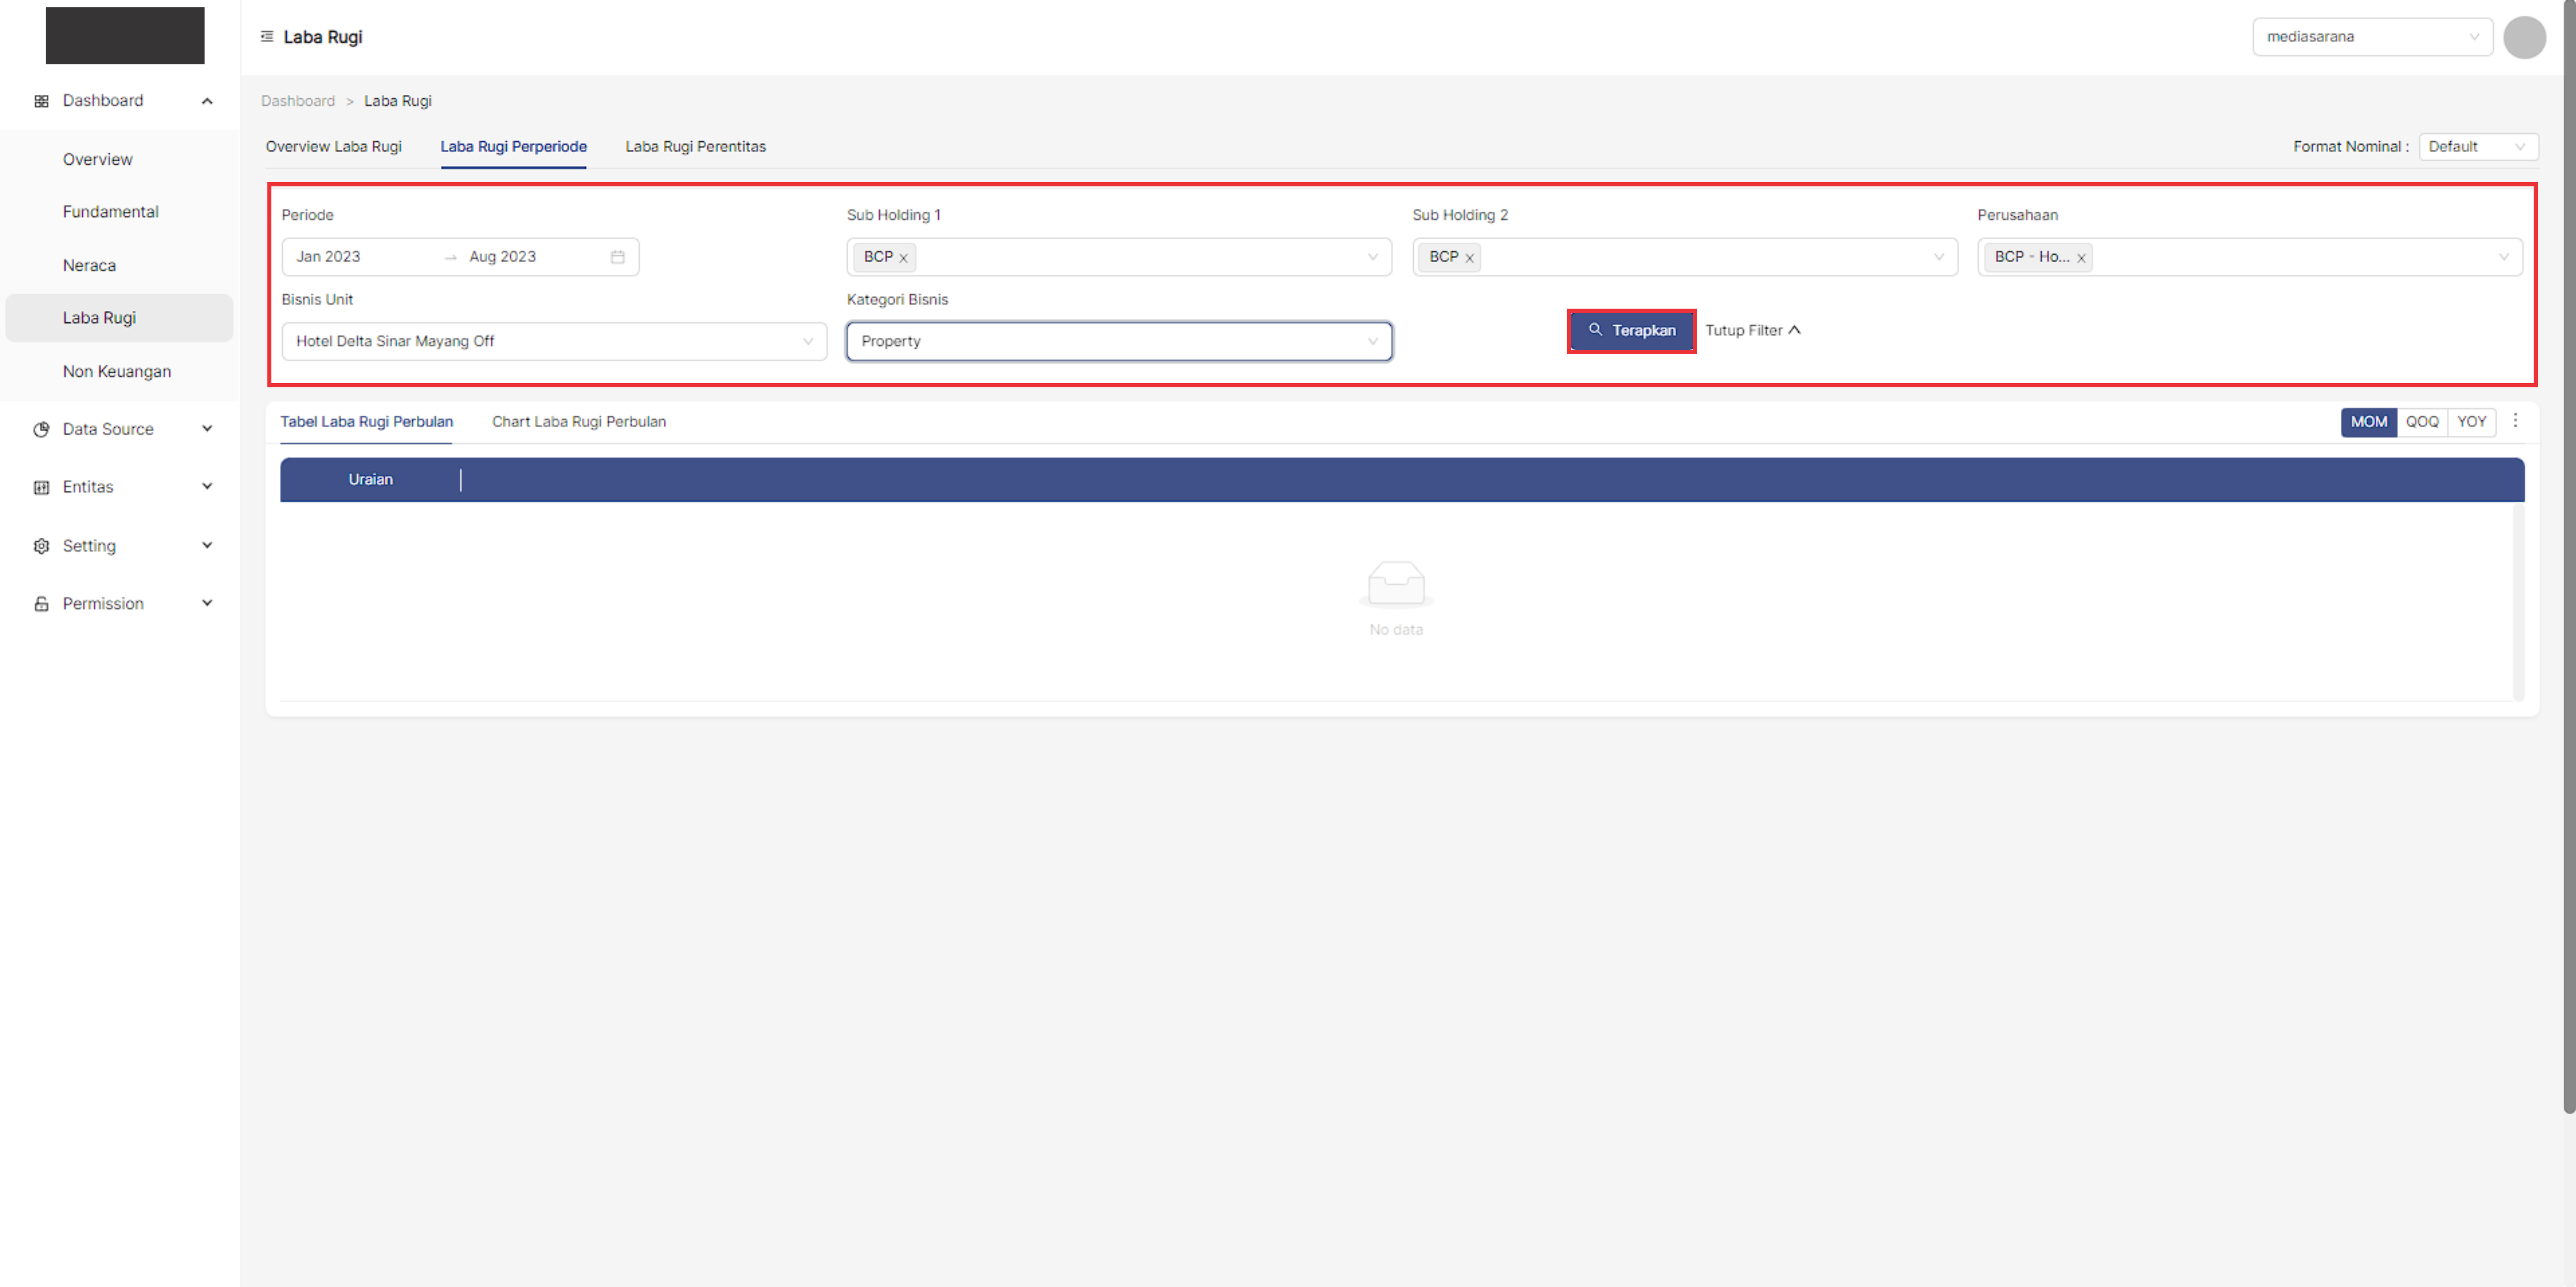 Laba Rugi
mediasarana
Dashboard
Overview
Fundamental
Neraca
Laba Rugi
Non Keuangan
Data Source
Entitas
Setting
Permission
Dashboard > Laba Rugi
Overview Laba Rugi Laba Rugi Perperiode Laba Rugi Perentitas
Format Nominal : Default
Periode Sub Holding 1 Sub Holding 2 Perusahaan
Jan 2023 → Aug 2023 BCP x BCP x BCP - Ho... x
Bisnis Unit Kategori Bisnis
Hotel Delta Sinar Mayang Off Property
Terapkan Tutup Filter
Tabel Laba Rugi Perbulan Chart Laba Rugi Perbulan
MOM QOQ YOY
Uraian
No data